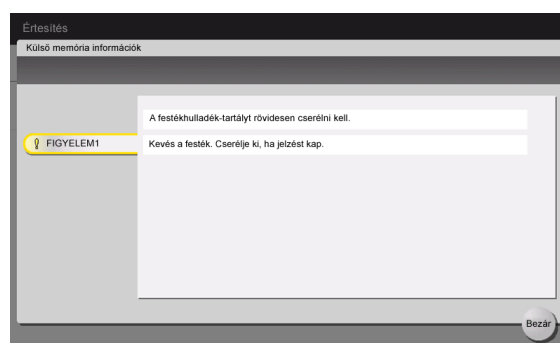 Értesítés
Külső memória információk
A festékhulladék-tartályt rövidesen cserélni kell.
FIGYELEM1
Kevés a festék. Cserélje ki, ha jelzést kap.
Bezár